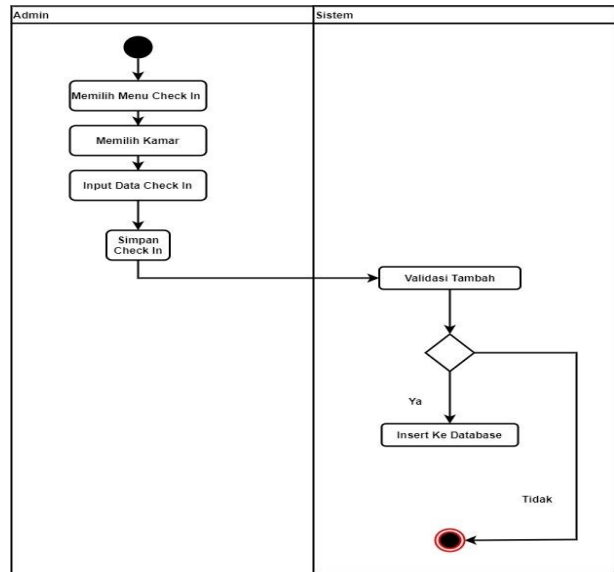 Admin
Sistem
Memilih Menu Check In
Memilih Kamar
Input Data Check In
Simpan
Check In
Validasi Tambah
Ya
Insert Ke Database
Tidak